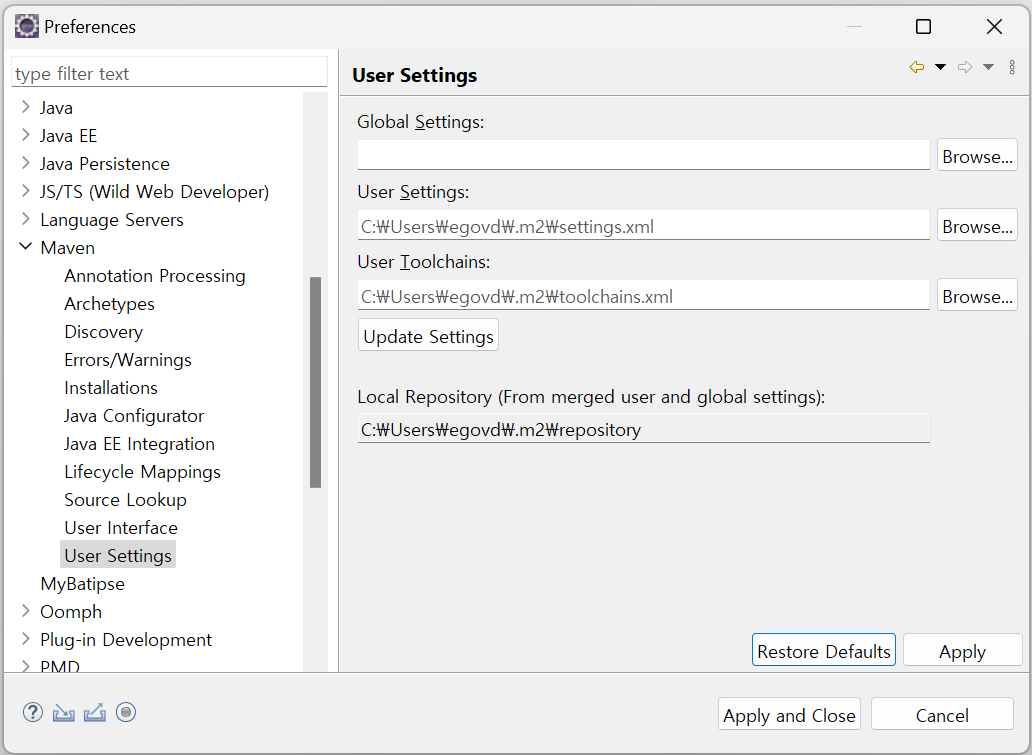 Preferences
type filter text
Java
Java EE
Java Persistence
JS/TS (Wild Web Developer)
Language Servers
Maven
Annotation Processing
Archetypes
Discovery
Errors/Warnings
Installations
Java Configurator
Java EE Integration
Lifecycle Mappings
Source Lookup
User Interface
User Settings
MyBatipse
Oomph
Plug-in Development
PMD
User Settings
Global Settings:
Browse...
User Settings:
C:₩Users₩egovd₩.m2₩settings.xml
Browse...
User Toolchains:
C:₩Users₩egovd₩.m2₩toolchains.xml
Browse...
Update Settings
Local Repository (From merged user and global settings):
C:₩Users₩egovd₩.m2₩repository
Restore Defaults
Apply
Apply and Close
Cancel